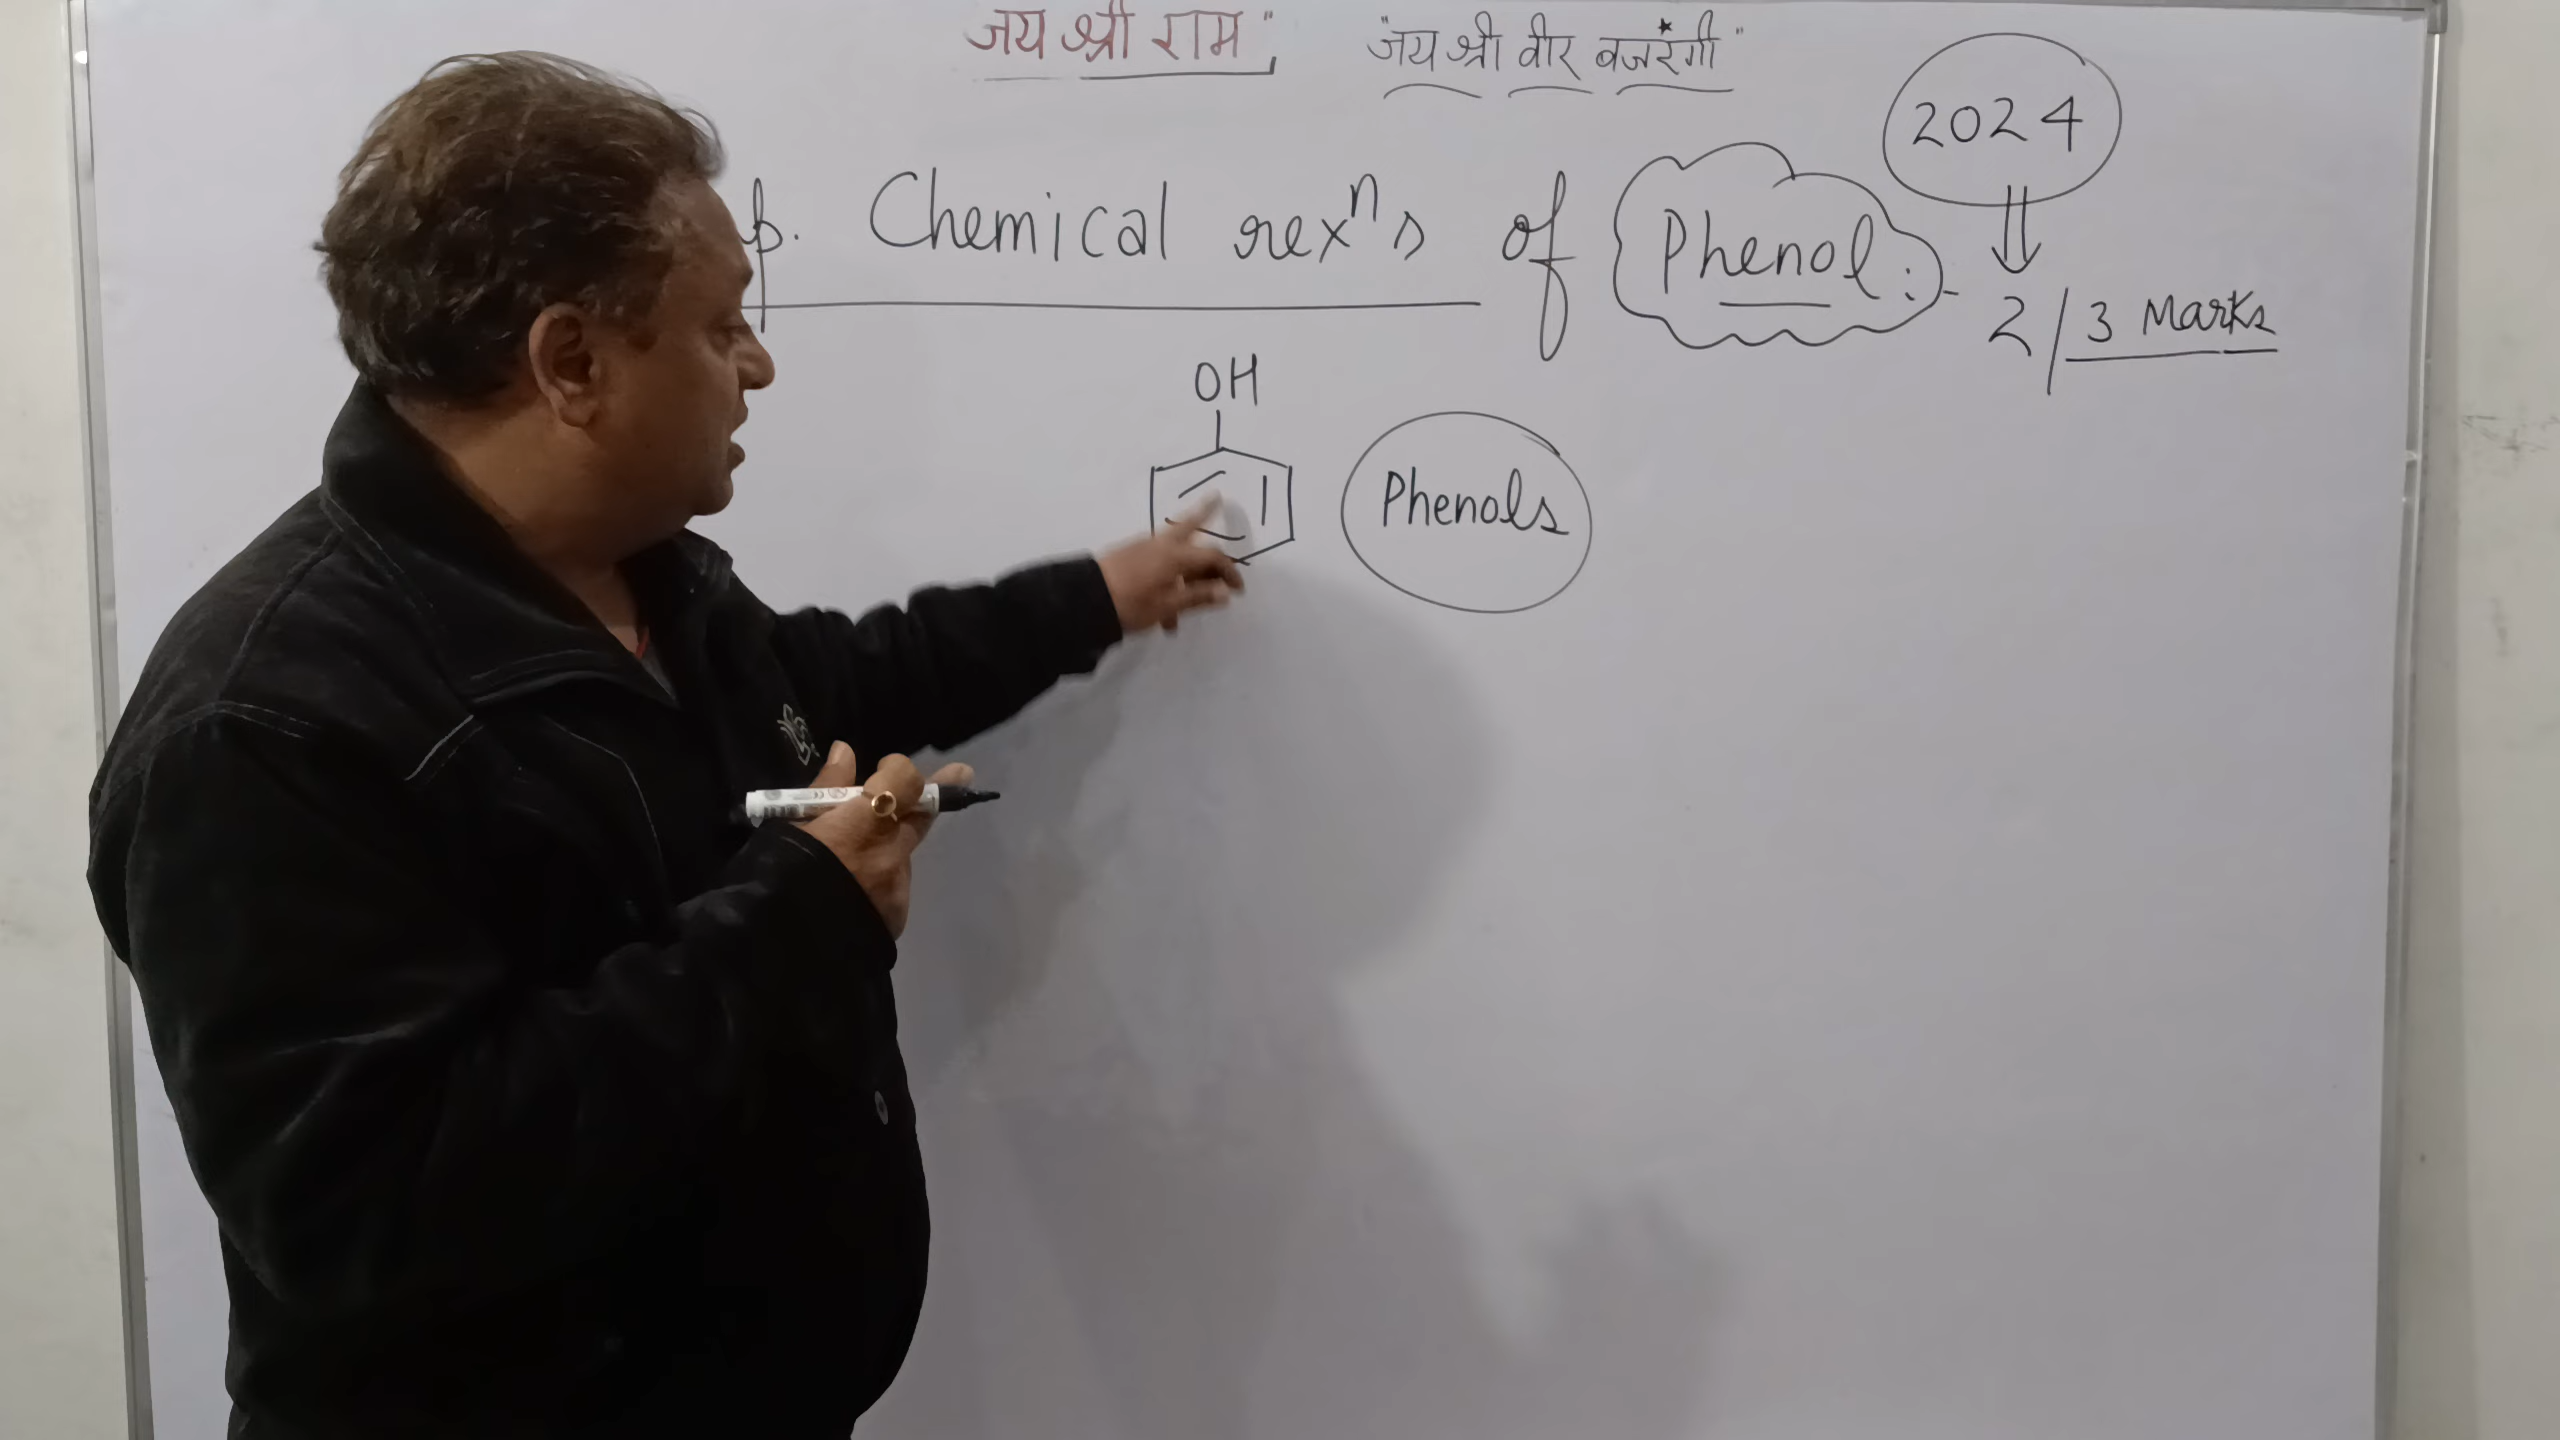 जय श्री राम"
"जय श्री वीर बजरंगी"
2024
p. Chemical rexⁿs of Phenol:-
2/3 Marks
OH
Phenols